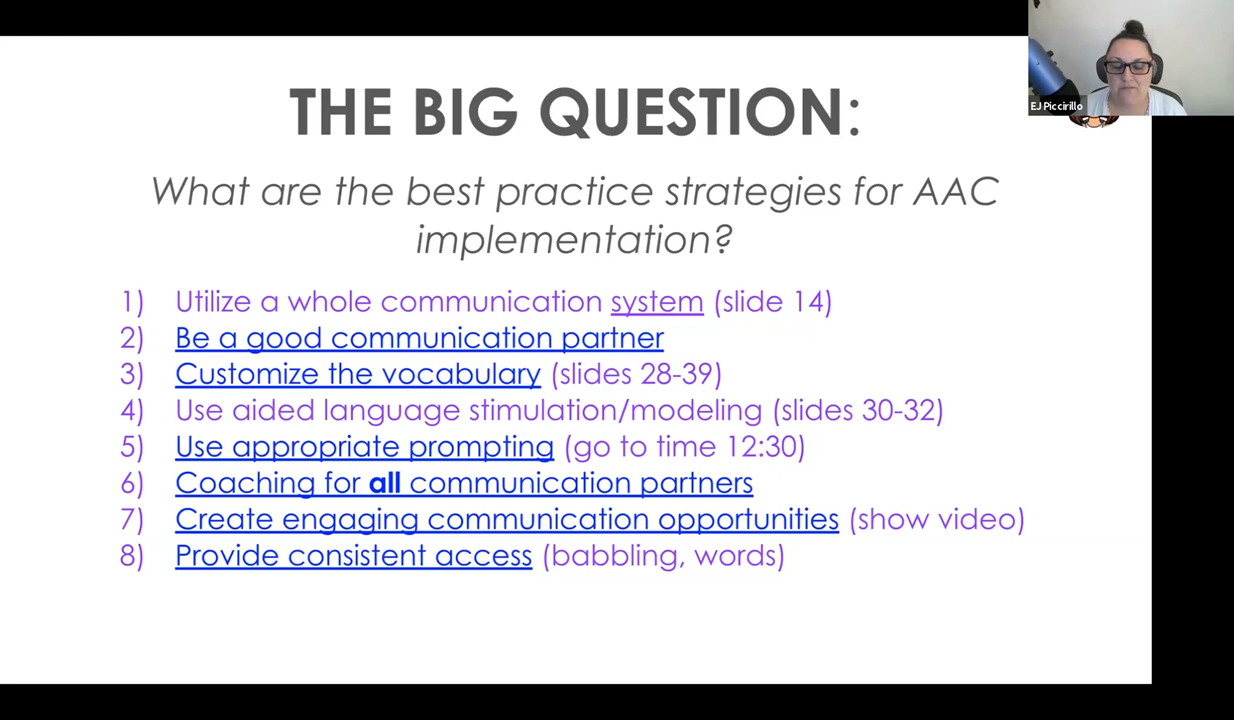 THE BIG QUESTION:
What are the best practice strategies for AAC
implementation?
1) Utilize a whole communication system (slide 14)
2) Be a good communication partner
3) Customize the vocabulary (slides 28-39)
4) Use aided language stimulation/modeling (slides 30-32)
5) Use appropriate prompting (go to time 12:30)
6) Coaching for all communication partners
7) Create engaging communication opportunities (show video)
8) Provide consistent access (babbling, words)
EJ Piccirillo